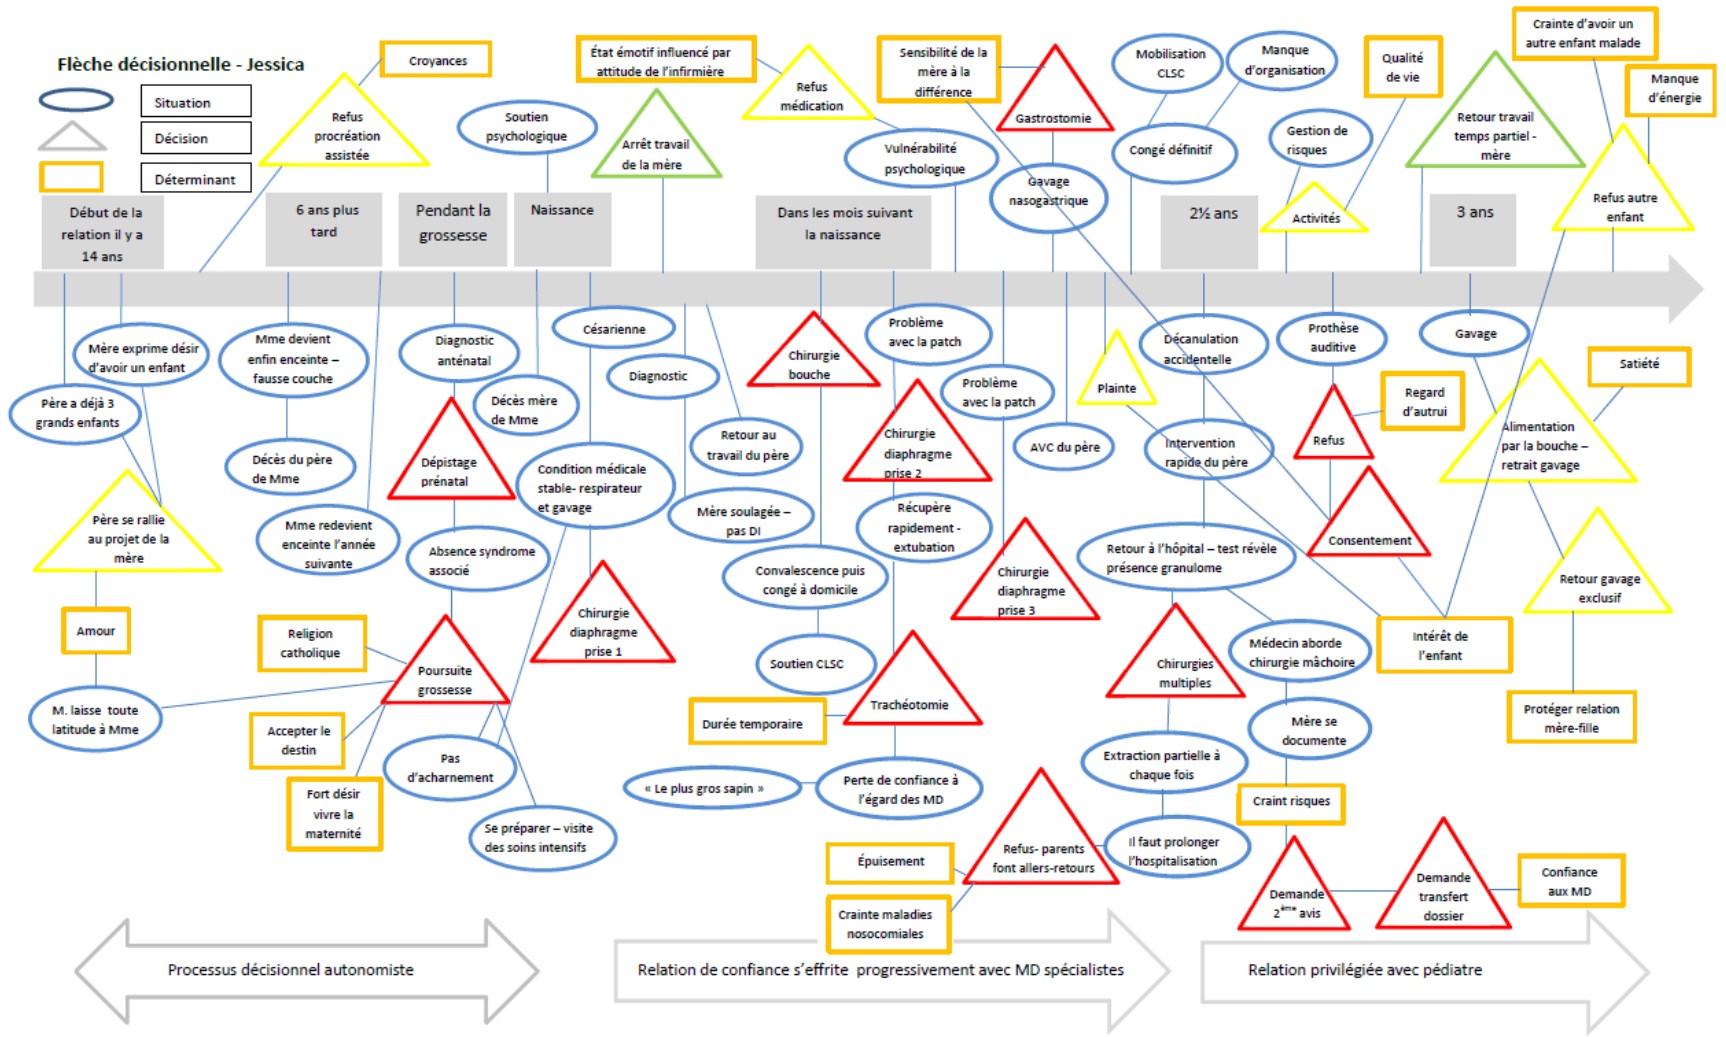 Flèche décisionnelle - Jessica
Situation
Décision
Déterminant
Croyances
Refus
procréation
assistée
Soutien
psychologique
État émotif influencé par
attitude de l'infirmière
Arrêt travail
de la mère
Refus
médication
Sensibilité de la
mère à la
différence
Vulnérabilité
psychologique
Gastrostomie
Gavage
nasogastrique
Mobilisation
CLSC
Manque
d'organisation
Congé définitif
Gestion de
risques
Activités
Qualité
de vie
Retour travail
temps partiel -
mère
Crainte d'avoir un
autre enfant malade
Manque
d'énergie
Refus autre
enfant
Début de la
relation il y a
14 ans
6 ans plus
tard
Pendant la
grossesse
Naissance
Dans les mois suivant
la naissance
2½ ans
3 ans
Mère exprime désir
d'avoir un enfant
Père a déjà 3
grands enfants
Père se rallie
au projet de la
mère
Amour
M. laisse toute
latitude à Mme
Mme devient
enfin enceinte –
fausse couche
Décès du père
de Mme
Mme redevient
enceinte l'année
suivante
Religion
catholique
Accepter le
destin
Fort désir
vivre la
maternité
Diagnostic
anténatal
Dépistage
prénatal
Absence syndrome
associé
Poursuite
grossesse
Pas
d'acharnement
Se préparer – visite
des soins intensifs
Décès mère
de Mme
Césarienne
Condition médicale
stable- respirateur
et gavage
Chirurgie
diaphragme
prise 1
Diagnostic
Mère soulagée –
pas DI
Retour au
travail du père
Chirurgie
bouche
Convalescence puis
congé à domicile
Soutien CLSC
Problème
avec la patch
Chirurgie
diaphragme
prise 2
Récupère
rapidement -
extubation
Trachéotomie
Durée temporaire
Perte de confiance à
l'égard des MD
« Le plus gros sapin »
Problème
avec la patch
Chirurgie
diaphragme
prise 3
AVC du père
Plainte
Décanulation
accidentelle
Intervention
rapide du père
Retour à l'hôpital – test révèle
présence granulome
Chirurgies
multiples
Extraction partielle à
chaque fois
Il faut prolonger
l'hospitalisation
Refus- parents
font allers-retours
Épuisement
Crainte maladies
nosocomiales
Médecin aborde
chirurgie mâchoire
Mère se
documente
Craint risques
Demande
2ème avis
Demande
transfert
dossier
Confiance
aux MD
Prothèse
auditive
Refus
Regard
d'autrui
Consentement
Intérêt de
l'enfant
Gavage
Satiété
Alimentation
par la bouche –
retrait gavage
Retour gavage
exclusif
Protéger relation
mère-fille
Processus décisionnel autonomiste
Relation de confiance s'effrite progressivement avec MD spécialistes
Relation privilégiée avec pédiatre